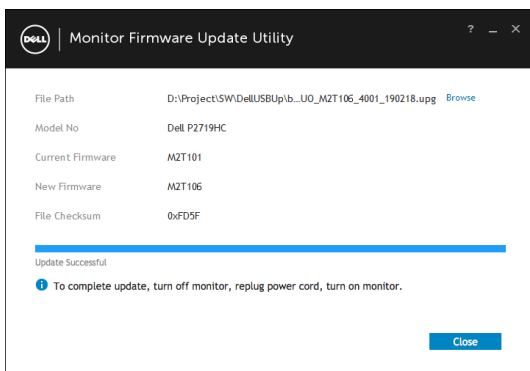 DELL Monitor Firmware Update Utility ? _ X
File Path D:\Project\SW\DellUSBUp\b...UO_M2T106_4001_190218.upg Browse
Model No Dell P2719HC
Current Firmware M2T101
New Firmware M2T106
File Checksum 0xFD5F
Update Successful
i To complete update, turn off monitor, replug power cord, turn on monitor.
Close